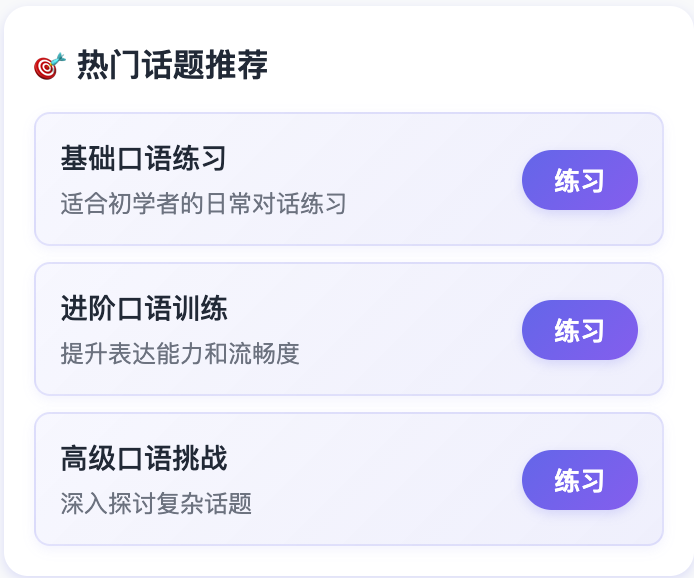 热门话题推荐
基础口语练习
适合初学者的日常对话练习
练习
进阶口语训练
提升表达能力和流畅度
练习
高级口语挑战
深入探讨复杂话题
练习